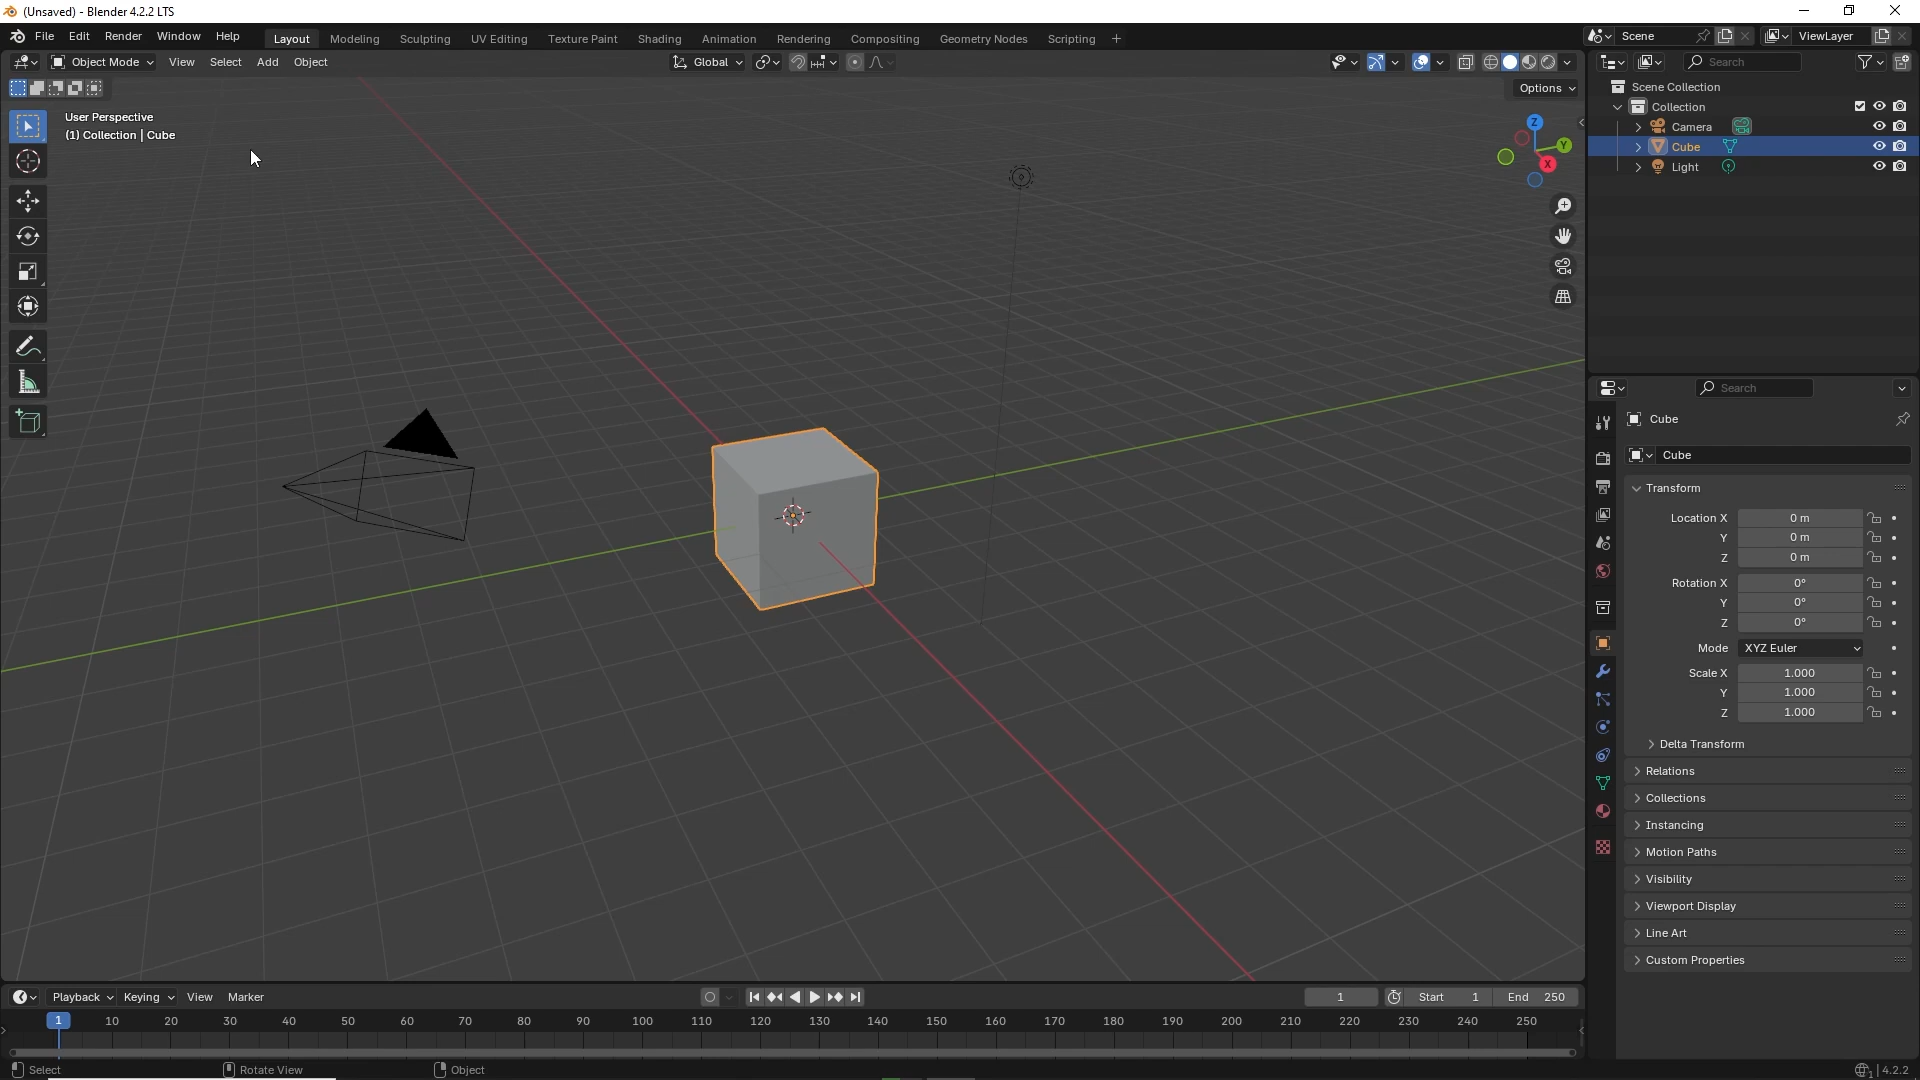 (Unsaved) - Blender 4.2.2 LTS
File Edit Render Window Help Layout Modeling Sculpting UV Editing Texture Paint Shading Animation Rendering Compositing Geometry Nodes Scripting + Scene ViewLayer
Object Mode View Select Add Object Global Search
Options
User Perspective
(1) Collection | Cube
Z
Y
X
Scene Collection
Collection
Camera
Cube
Light
Search
Cube
Cube
Transform
Location X 0 m
Y 0 m
Z 0 m
Rotation X 0°
Y 0°
Z 0°
Mode XYZ Euler
Scale X 1.000
Y 1.000
Z 1.000
Delta Transform
Relations
Collections
Instancing
Motion Paths
Visibility
Viewport Display
Line Art
Custom Properties
Playback Keying View Marker 1 Start 1 End 250
1 10 20 30 40 50 60 70 80 90 100 110 120 130 140 150 160 170 180 190 200 210 220 230 240 250
Select Rotate View Object 4.2.2